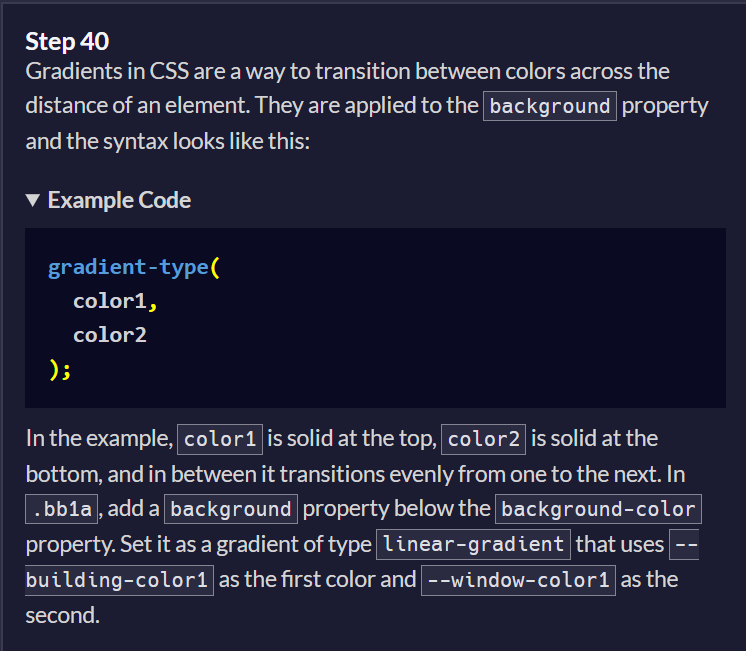 Step 40
Gradients in CSS are a way to transition between colors across the
distance of an element. They are applied to the background property
and the syntax looks like this:
▼ Example Code
gradient-type(
  color1,
  color2
);
In the example, color1 is solid at the top, color2 is solid at the
bottom, and in between it transitions evenly from one to the next. In
.bb1a, add a background property below the background-color
property. Set it as a gradient of type linear-gradient that uses --
building-color1 as the first color and --window-color1 as the
second.